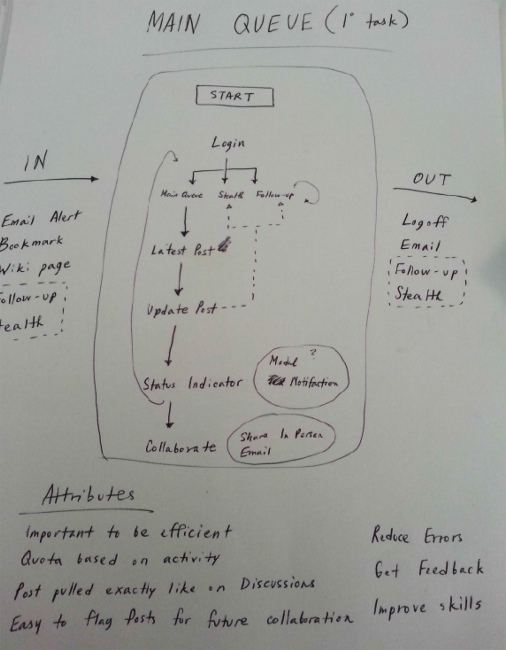 MAIN QUEUE (1° task)
START
Login
Main Queue Stealth Follow-up
Latest Post
Update Post
Status Indicator
Modal ?
Notifaction
Collaborate
Share In Person
Email
IN
Email Alert
Bookmark
Wiki page
Follow-up
Stealth
OUT
Logoff
Email
Follow-up
Stealth
Attributes
Important to be efficient
Quota based on activity
Post pulled exactly like on Discussions
Easy to flag Posts for future collaboration
Reduce Errors
Get Feedback
Improve skills